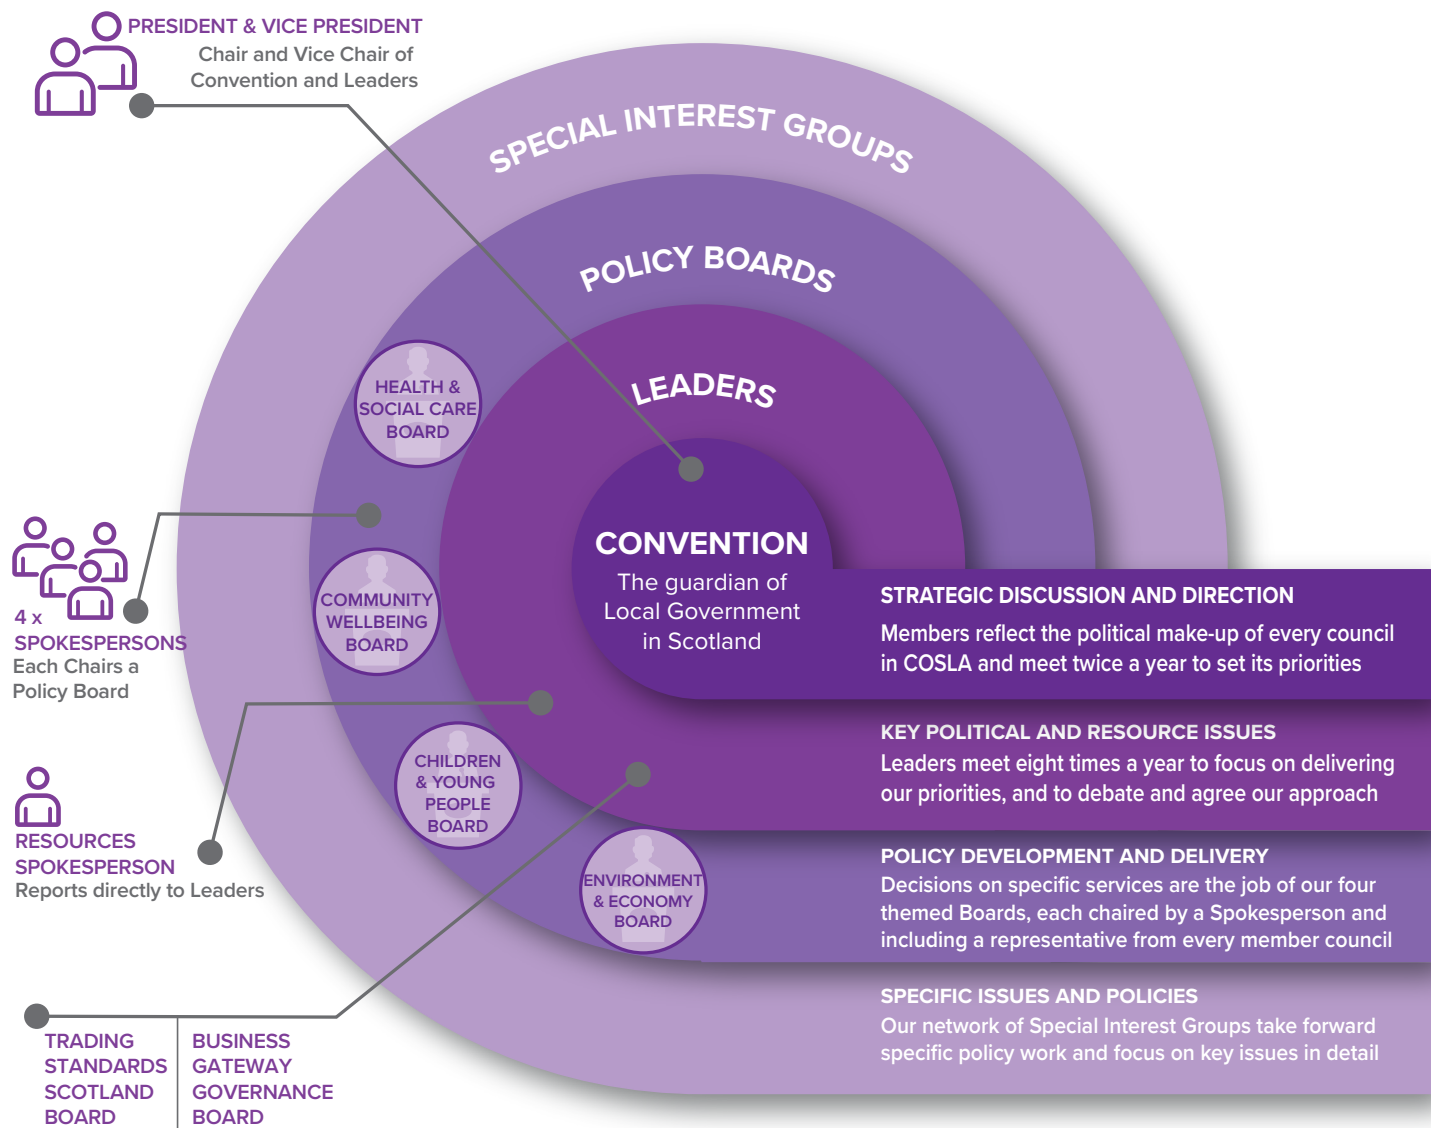 PRESIDENT & VICE PRESIDENT
Chair and Vice Chair of
Convention and Leaders
SPECIAL INTEREST GROUPS
POLICY BOARDS
LEADERS
HEALTH &
SOCIAL CARE
BOARD
COMMUNITY
WELLBEING
BOARD
CHILDREN
& YOUNG
PEOPLE
BOARD
ENVIRONMENT
& ECONOMY
BOARD
CONVENTION
The guardian of
Local Government
in Scotland
4 x
SPOKESPERSONS
Each Chairs a
Policy Board
RESOURCES
SPOKESPERSON
Reports directly to Leaders
TRADING
STANDARDS
SCOTLAND
BOARD
BUSINESS
GATEWAY
GOVERNANCE
BOARD
STRATEGIC DISCUSSION AND DIRECTION
Members reflect the political make-up of every council
in COSLA and meet twice a year to set its priorities
KEY POLITICAL AND RESOURCE ISSUES
Leaders meet eight times a year to focus on delivering
our priorities, and to debate and agree our approach
POLICY DEVELOPMENT AND DELIVERY
Decisions on specific services are the job of our four
themed Boards, each chaired by a Spokesperson and
including a representative from every member council
SPECIFIC ISSUES AND POLICIES
Our network of Special Interest Groups take forward
specific policy work and focus on key issues in detail